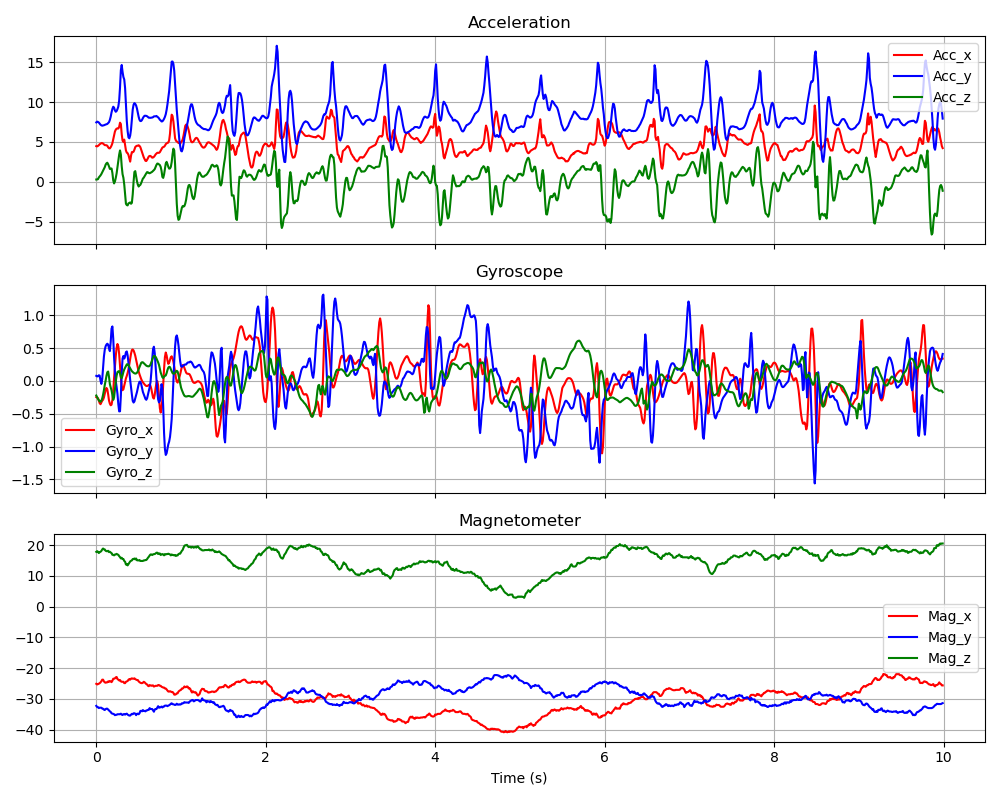 Acceleration
15
10
5
0
−5
Acc_x
Acc_y
Acc_z
Gyroscope
1.0
0.5
0.0
−0.5
−1.0
−1.5
Gyro_x
Gyro_y
Gyro_z
Magnetometer
20
10
0
−10
−20
−30
−40
Mag_x
Mag_y
Mag_z
0 2 4 6 8 10
Time (s)